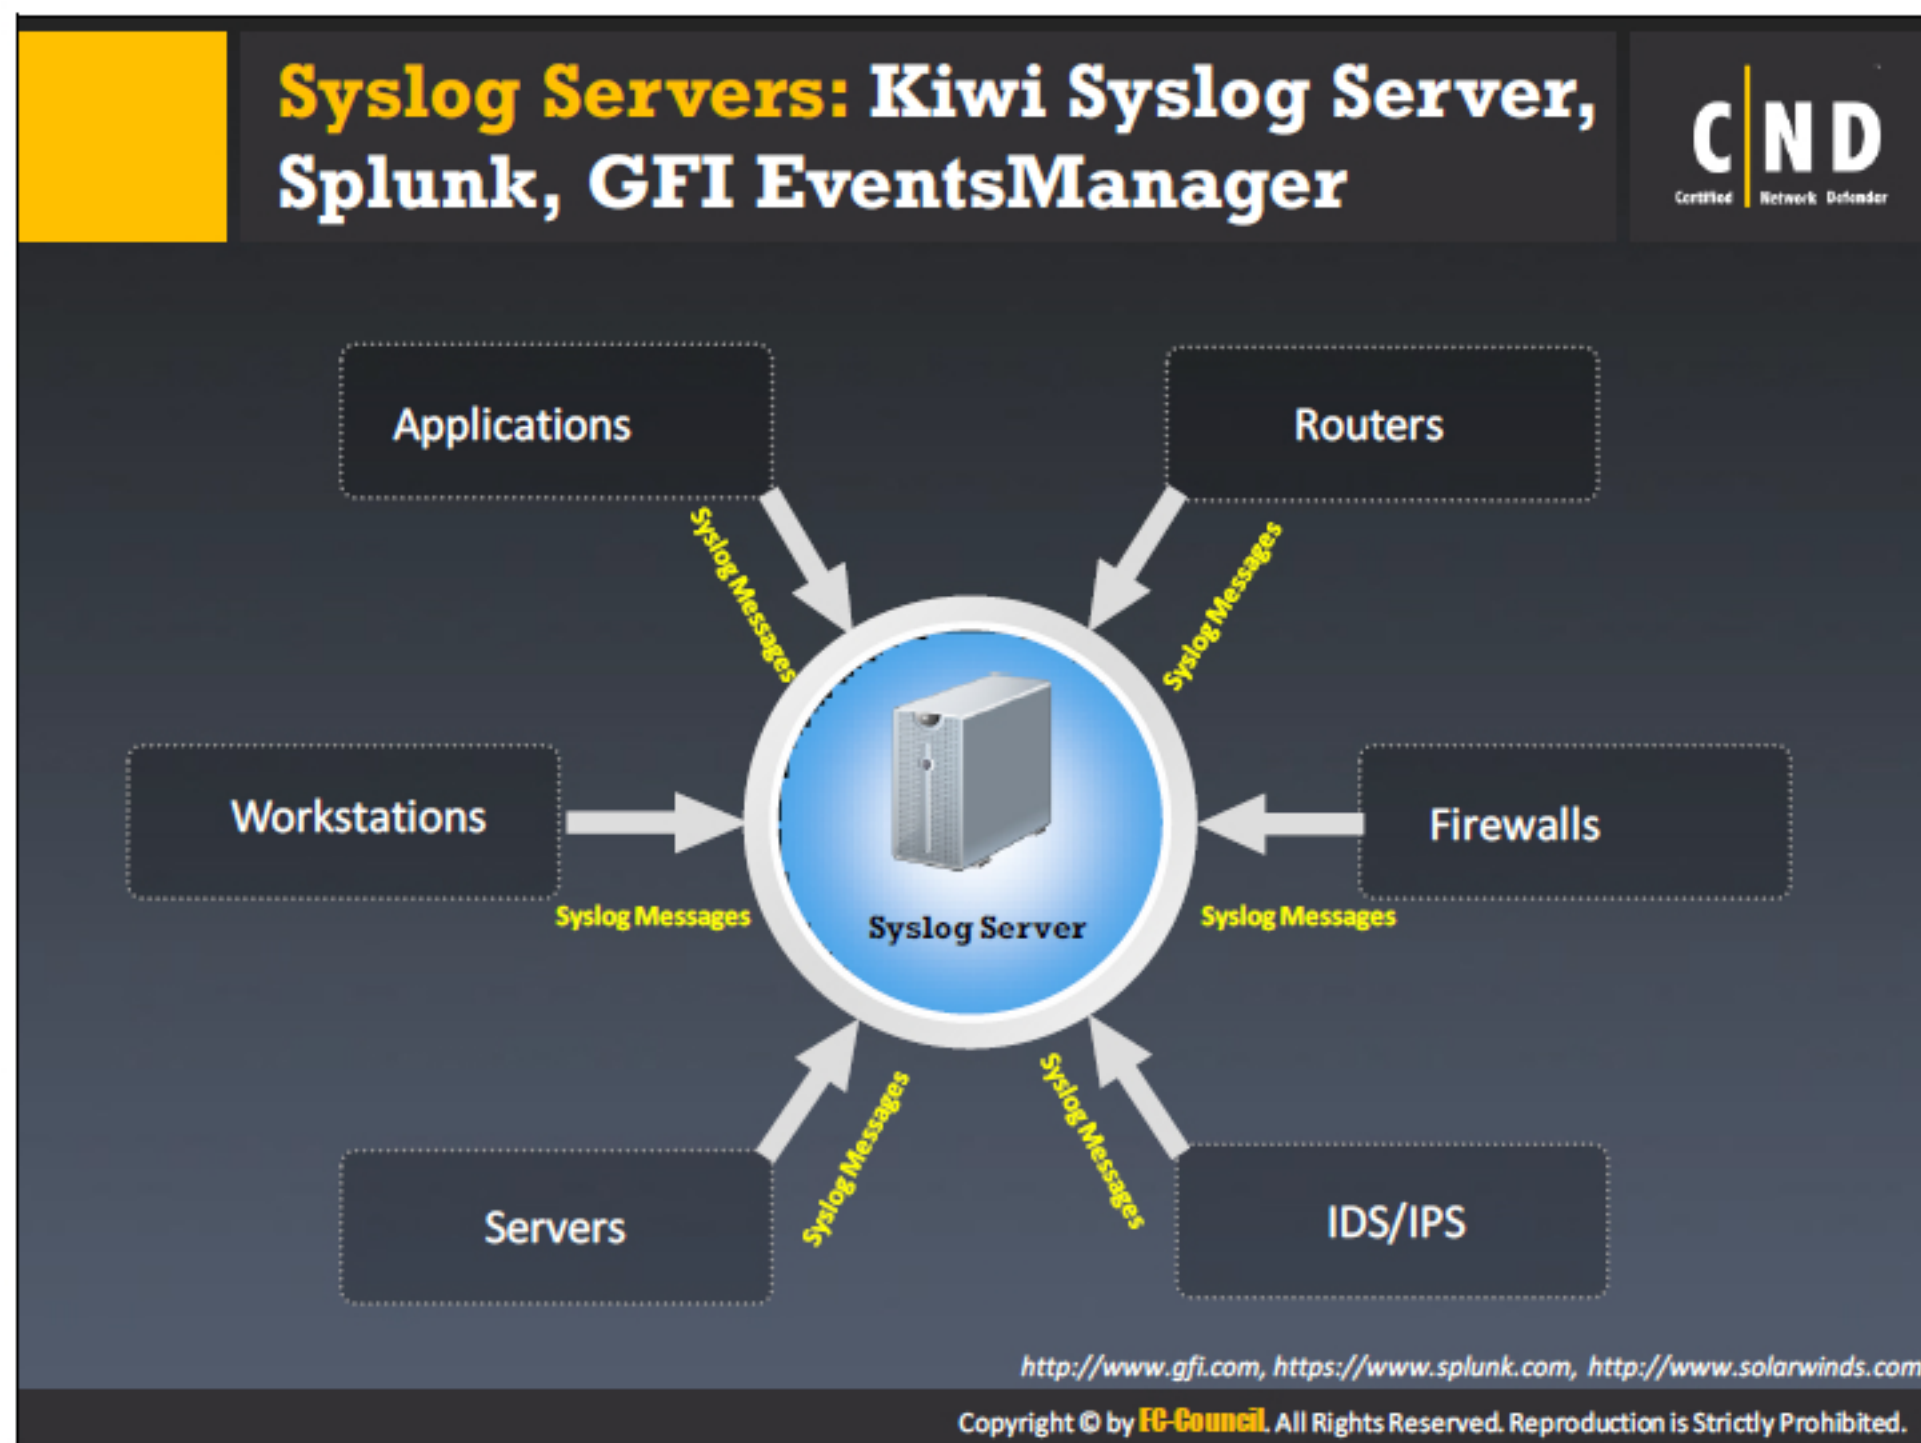 Syslog Servers: Kiwi Syslog Server,
Splunk, GFI EventsManager
C ND
Certified Network Defender
Applications
Routers
Syslog Messages
Syslog Messages
Workstations
Firewalls
Syslog Messages
Syslog Server
Syslog Messages
Syslog Messages
Syslog Messages
Servers
IDS/IPS
http://www.gfi.com, https://www.splunk.com, http://www.solarwinds.com
Copyright © by EC-Council. All Rights Reserved. Reproduction is Strictly Prohibited.